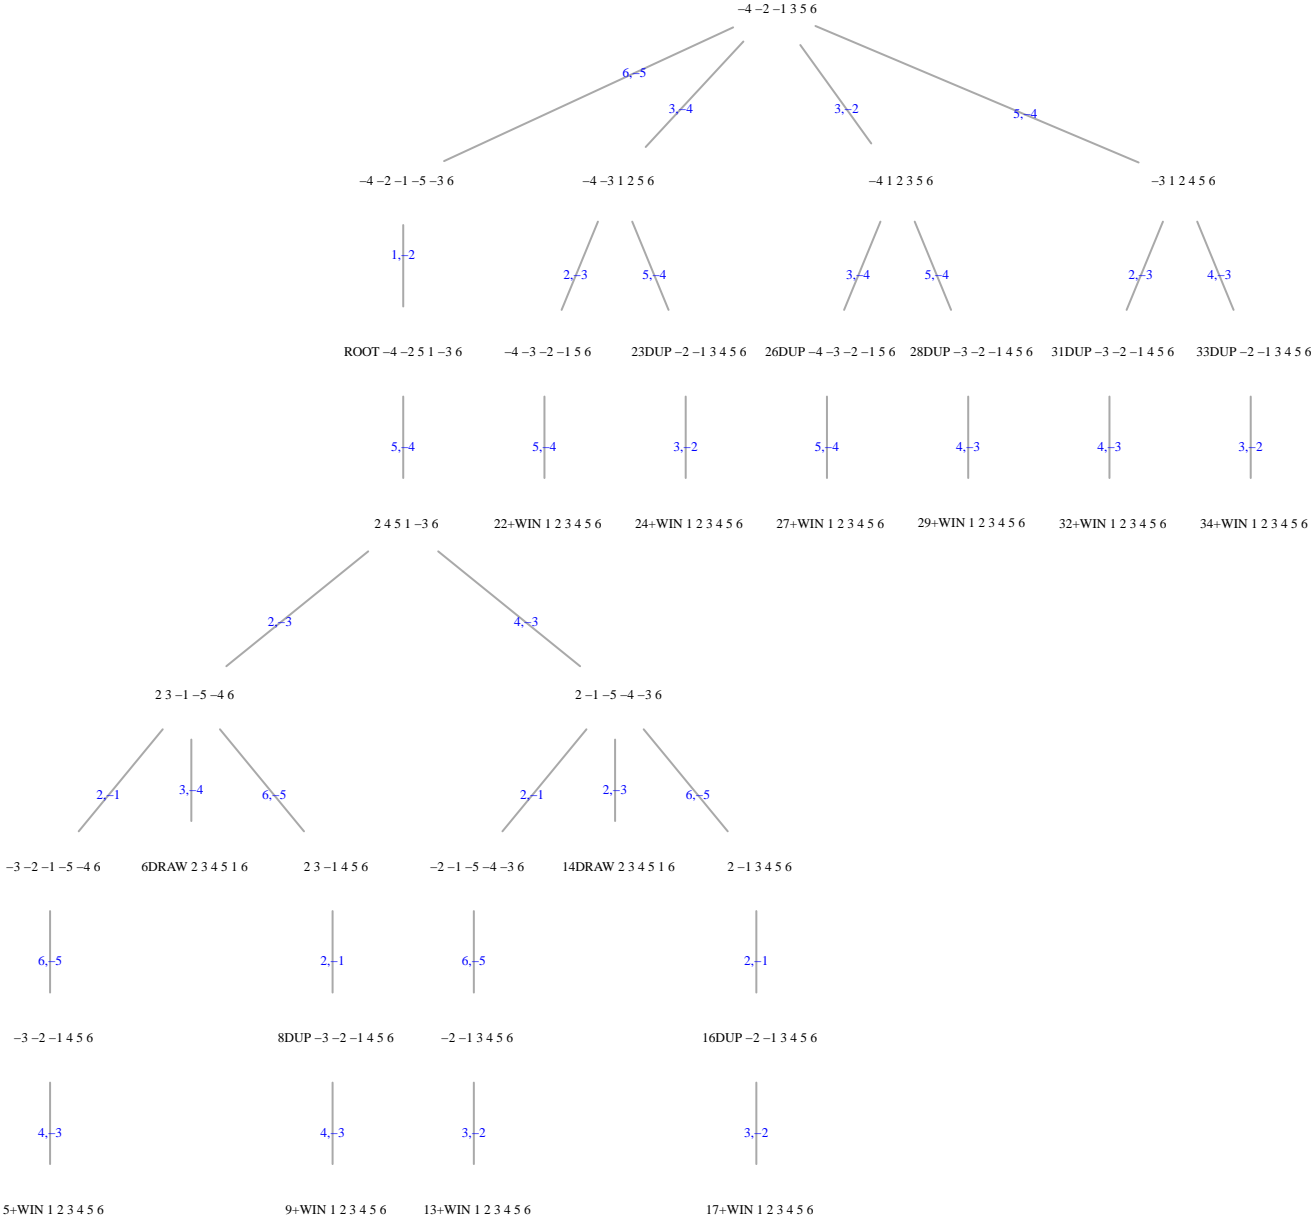 −4 −2 −1 3 5 6
6,−5
3,−4
3,−2
5,−4
−4 −2 −1 −5 −3 6
−4 −3 1 2 5 6
−4 1 2 3 5 6
−3 1 2 4 5 6
1,−2
2,−3
5,−4
3,−4
5,−4
2,−3
4,−3
ROOT −4 −2 5 1 −3 6
−4 −3 −2 −1 5 6
23DUP −2 −1 3 4 5 6
26DUP −4 −3 −2 −1 5 6
28DUP −3 −2 −1 4 5 6
31DUP −3 −2 −1 4 5 6
33DUP −2 −1 3 4 5 6
5,−4
5,−4
3,−2
5,−4
4,−3
4,−3
3,−2
2 4 5 1 −3 6
22+WIN 1 2 3 4 5 6
24+WIN 1 2 3 4 5 6
27+WIN 1 2 3 4 5 6
29+WIN 1 2 3 4 5 6
32+WIN 1 2 3 4 5 6
34+WIN 1 2 3 4 5 6
2,−3
4,−3
2 3 −1 −5 −4 6
2 −1 −5 −4 −3 6
2,−1
3,−4
6,−5
2,−1
2,−3
6,−5
−3 −2 −1 −5 −4 6
6DRAW 2 3 4 5 1 6
2 3 −1 4 5 6
−2 −1 −5 −4 −3 6
14DRAW 2 3 4 5 1 6
2 −1 3 4 5 6
6,−5
2,−1
6,−5
2,−1
−3 −2 −1 4 5 6
8DUP −3 −2 −1 4 5 6
−2 −1 3 4 5 6
16DUP −2 −1 3 4 5 6
4,−3
4,−3
3,−2
3,−2
5+WIN 1 2 3 4 5 6
9+WIN 1 2 3 4 5 6
13+WIN 1 2 3 4 5 6
17+WIN 1 2 3 4 5 6